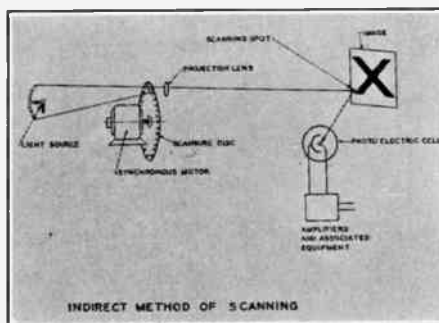 SCANNING SPOT
IMAGE
PROJECTION LENS
X
LIGHT SOURCE
SCANNING DISC
SYNCHRONOUS MOTOR
PHOTO ELECTRIC CELL
AMPLIFIERS
AND ASSOCIATED
EQUIPMENT
INDIRECT METHOD OF SCANNING